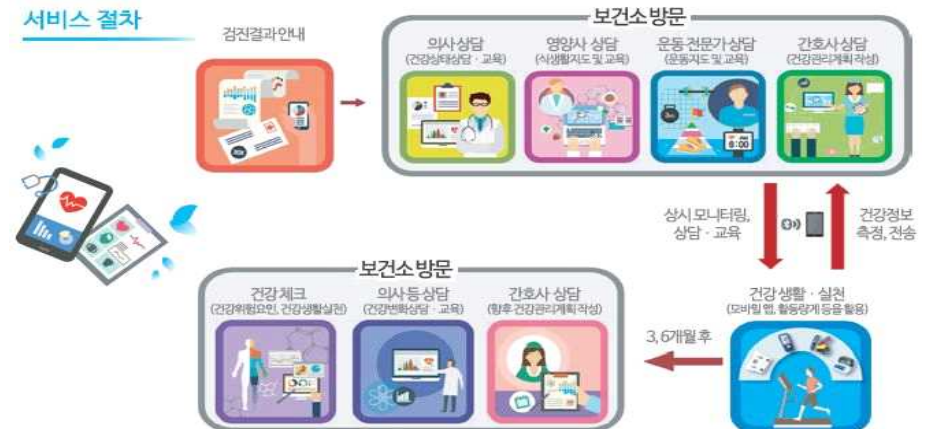 서비스 절차
검진결과 안내
보건소 방문
의사 상담
(건강상태상담 · 교육)
영양사 상담
(식생활지도 및 교육)
운동 전문가 상담
(운동지도 및 교육)
간호사 상담
(건강관리계획 작성)
상시 모니터링,
상담 · 교육
건강정보
측정, 전송
보건소 방문
건강 체크
(건강위험요인, 건강생활실천)
의사 등 상담
(건강변화상담 · 교육)
간호사 상담
(향후 건강관리계획 작성)
3, 6개월 후
건강 생활 · 실천
(모바일 앱, 활동량계 등을 활용)